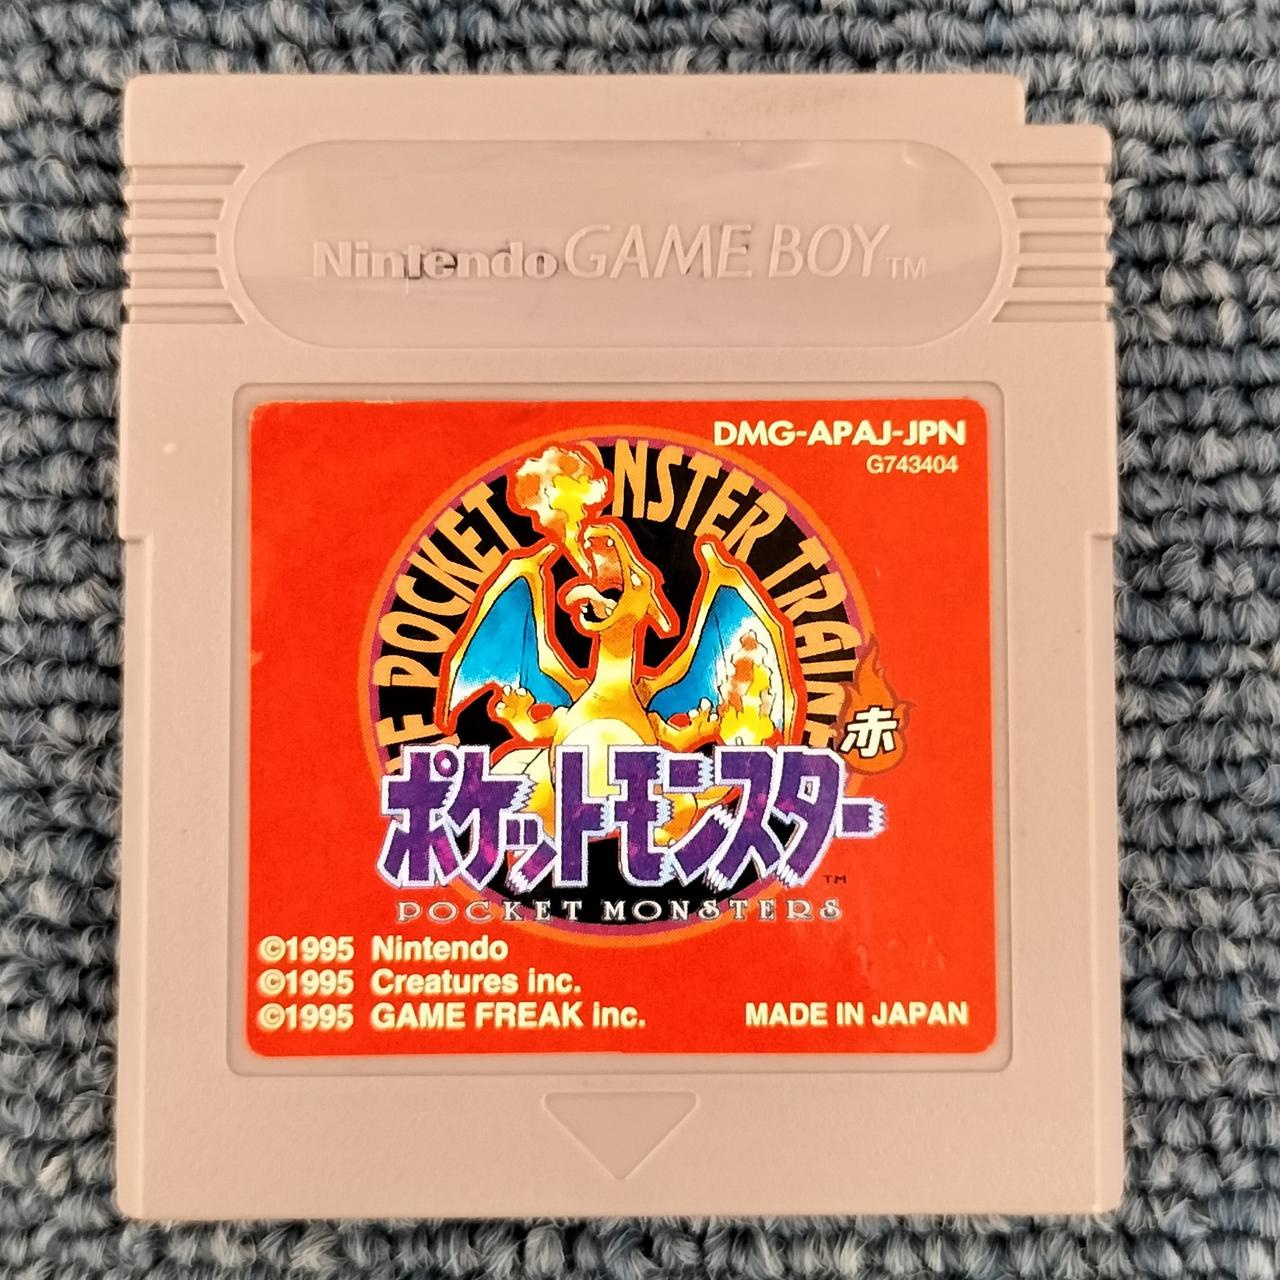 Nintendo GAME BOY™
DMG-APAJ-JPN
G743404
POCKET MONSTER TRAINE
赤
ポケットモンスター™
POCKET MONSTERS
©1995 Nintendo
©1995 Creatures inc.
©1995 GAME FREAK inc.
MADE IN JAPAN